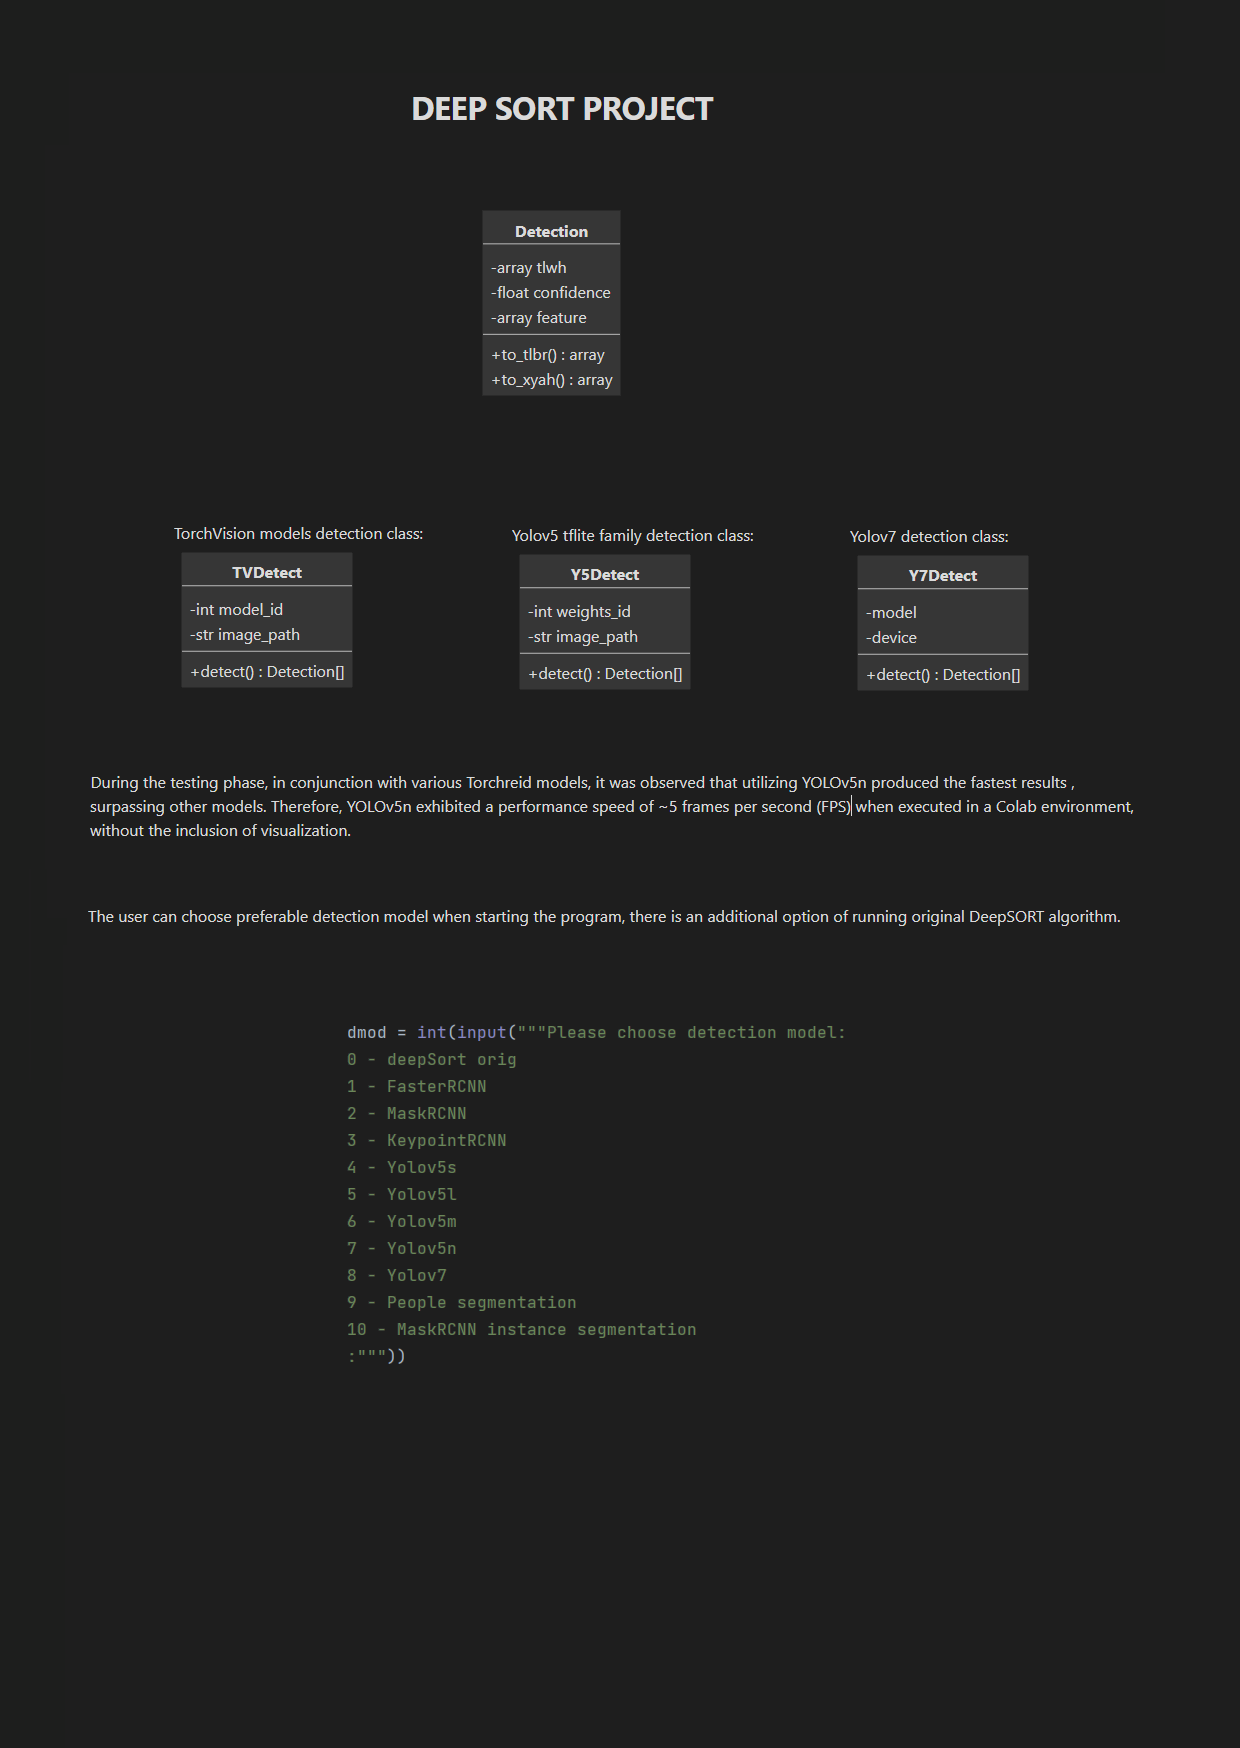 DEEP SORT PROJECT
Detection
-array tlwh
-float confidence
-array feature
+to_tlbr() : array
+to_xyah() : array
TorchVision models detection class:
TVDetect
-int model_id
-str image_path
+detect() : Detection[]
Yolov5 tflite family detection class:
Y5Detect
-int weights_id
-str image_path
+detect() : Detection[]
Yolov7 detection class:
Y7Detect
-model
-device
+detect() : Detection[]
During the testing phase, in conjunction with various Torchreid models, it was observed that utilizing YOLOv5n produced the fastest results ,
surpassing other models. Therefore, YOLOv5n exhibited a performance speed of ~5 frames per second (FPS) when executed in a Colab environment,
without the inclusion of visualization.
The user can choose preferable detection model when starting the program, there is an additional option of running original DeepSORT algorithm.
dmod = int(input("""Please choose detection model:
0 - deepSort orig
1 - FasterRCNN
2 - MaskRCNN
3 - KeypointRCNN
4 - Yolov5s
5 - Yolov5l
6 - Yolov5m
7 - Yolov5n
8 - Yolov7
9 - People segmentation
10 - MaskRCNN instance segmentation
:"""))